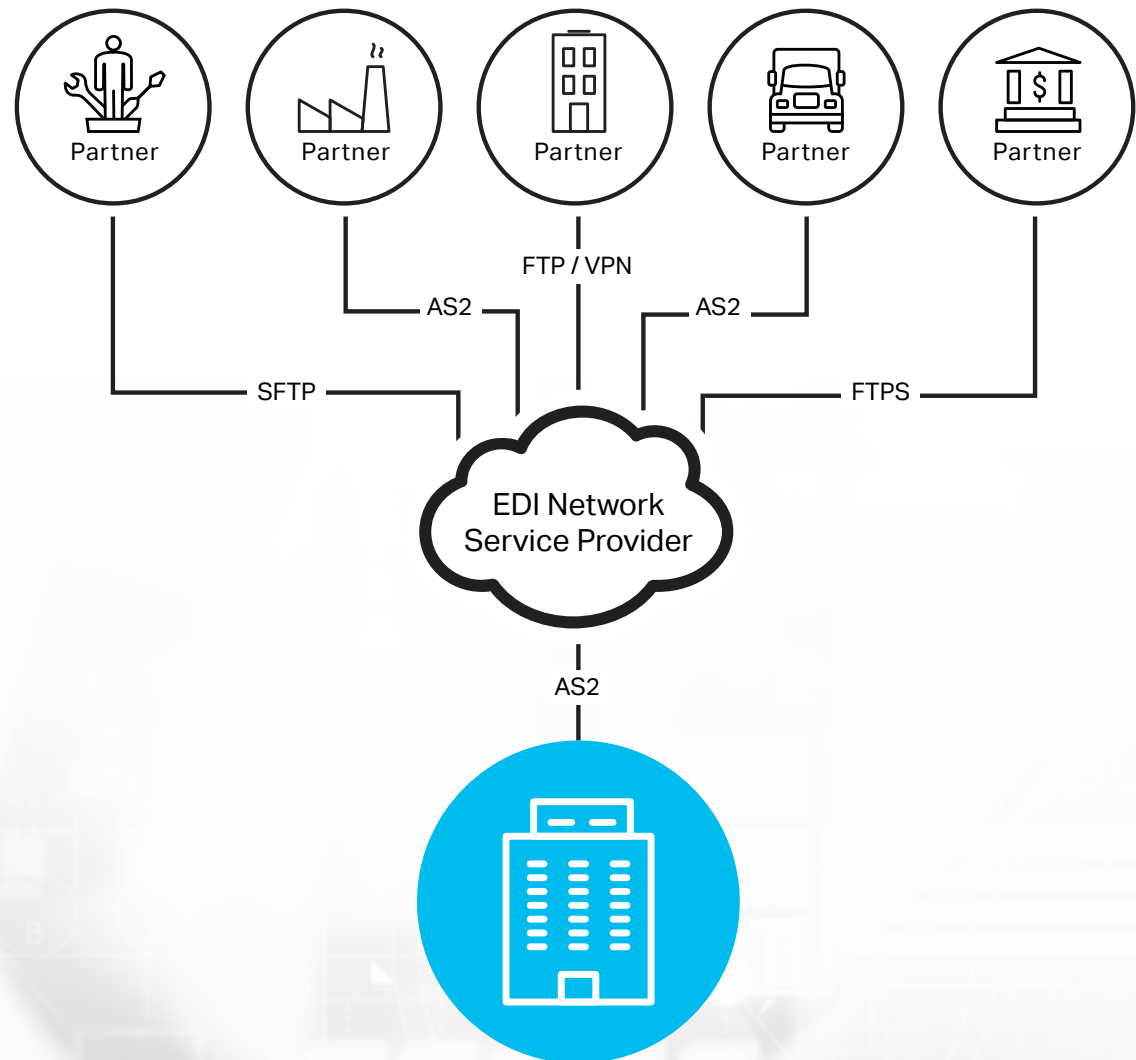 Partner
Partner
Partner
Partner
$
Partner
FTP / VPN
AS2
AS2
SFTP
FTPS
EDI Network
Service Provider
AS2
B